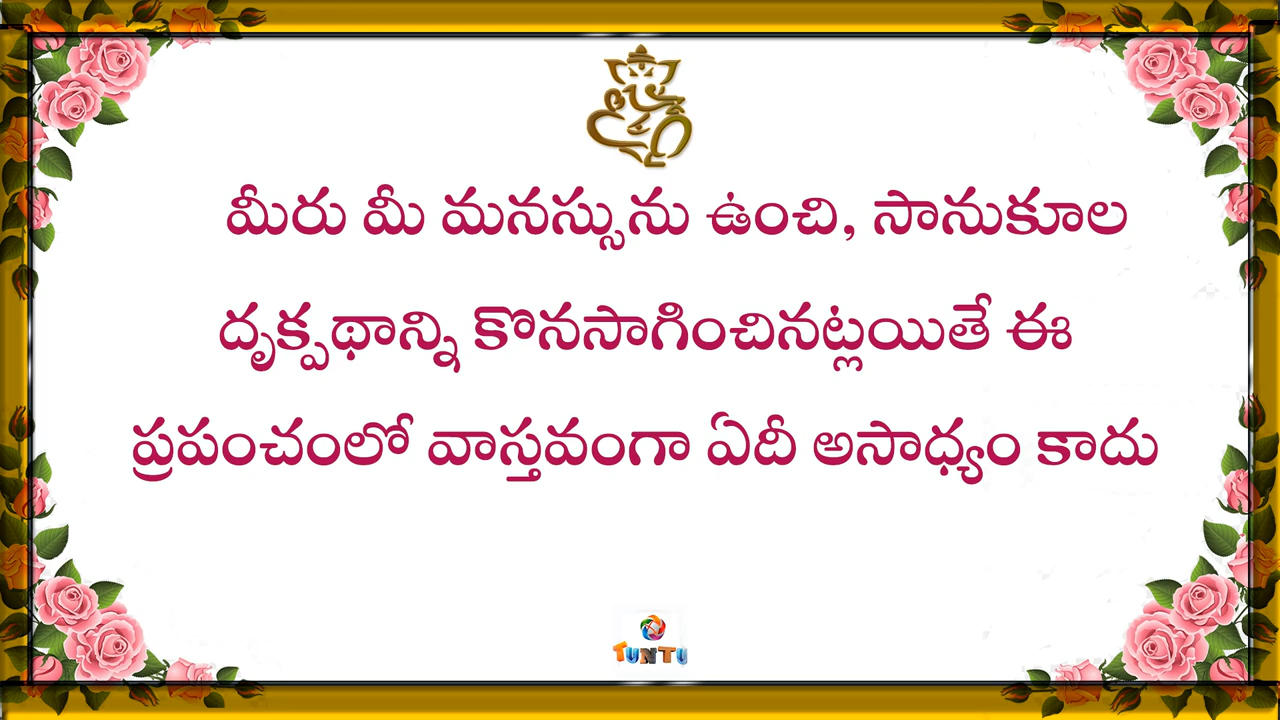 మీరు మీ మనస్సును ఉంచి, సానుకూల
దృక్పథాన్ని కొనసాగించినట్లయితే ఈ
ప్రపంచంలో వాస్తవంగా ఏదీ అసాధ్యం కాదు
TUNTU